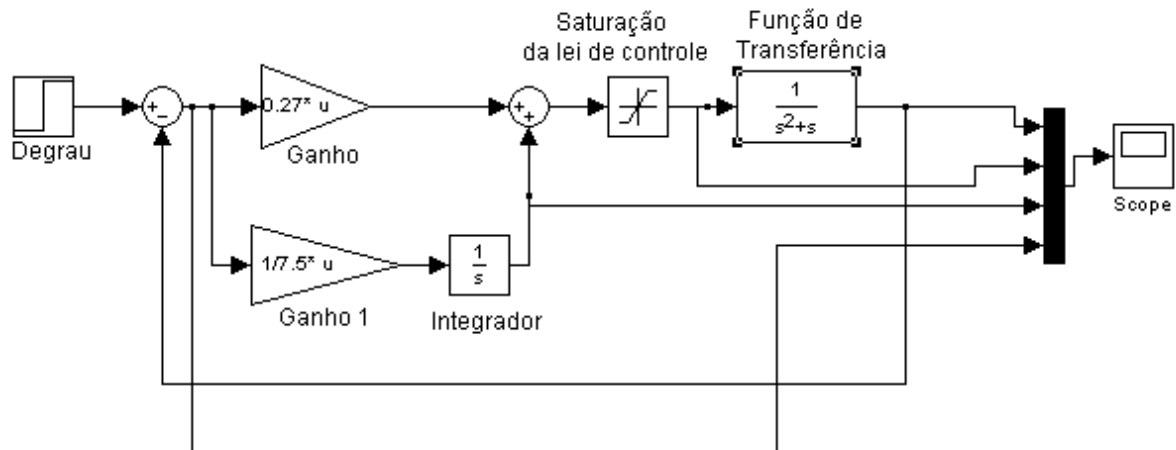 Saturação
da lei de controle
Função de
Transferência
Degrau
+
−
0.27* u
Ganho
+
+
1
s2+s
Scope
1/7.5* u
Ganho 1
1
s
Integrador